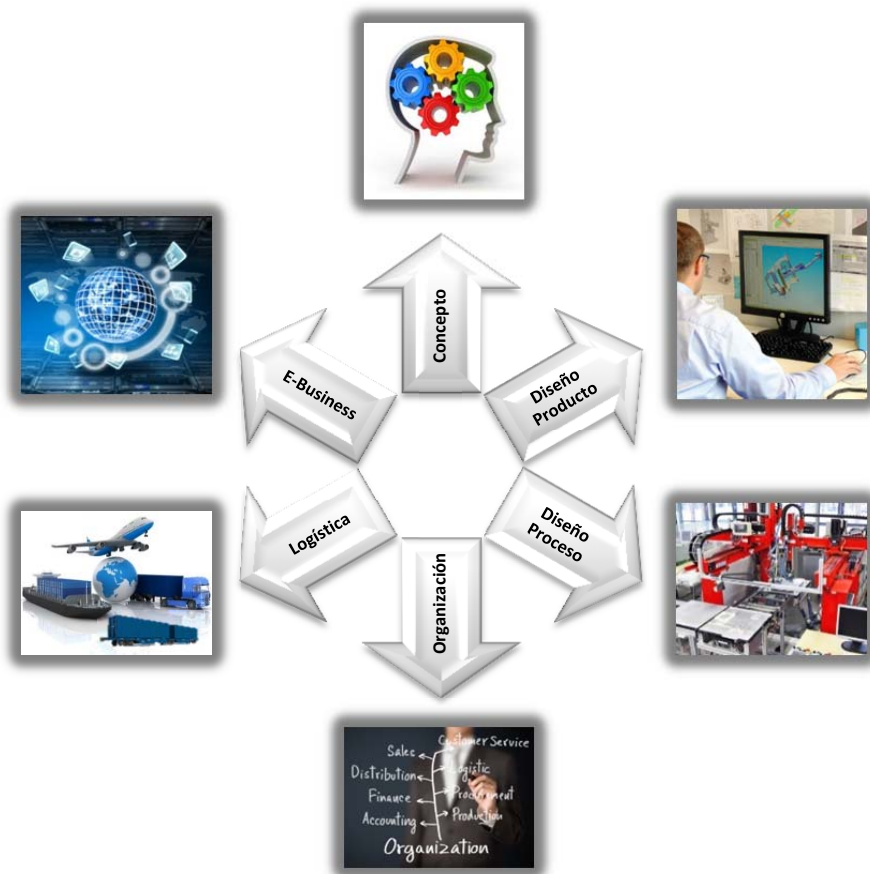 Concepto
E-Business
Diseño
Producto
Logística
Diseño
Proceso
Organización
Customer Service
Sales
Logistic
Distribution
Procurement
Finance
Production
Accounting
Organization